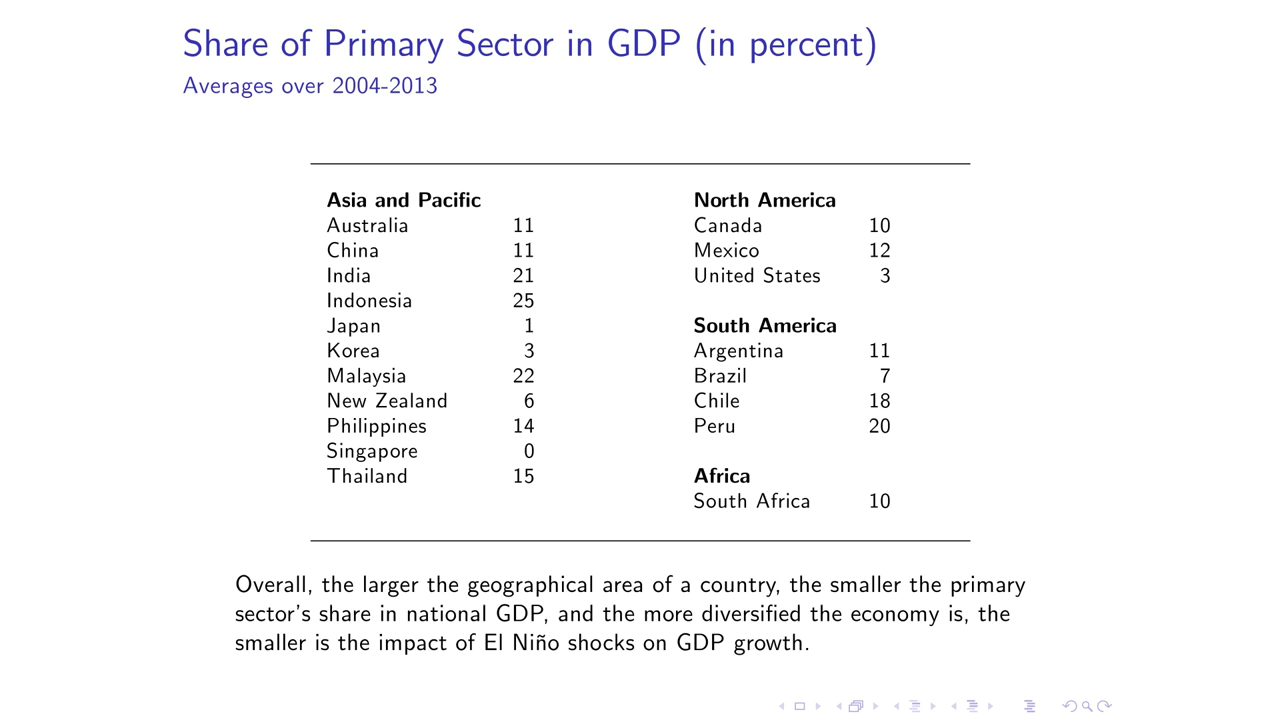 Share of Primary Sector in GDP (in percent)
Averages over 2004-2013
Asia and Pacific
Australia 11
China 11
India 21
Indonesia 25
Japan 1
Korea 3
Malaysia 22
New Zealand 6
Philippines 14
Singapore 0
Thailand 15
North America
Canada 10
Mexico 12
United States 3
South America
Argentina 11
Brazil 7
Chile 18
Peru 20
Africa
South Africa 10
Overall, the larger the geographical area of a country, the smaller the primary
sector's share in national GDP, and the more diversified the economy is, the
smaller is the impact of El Niño shocks on GDP growth.